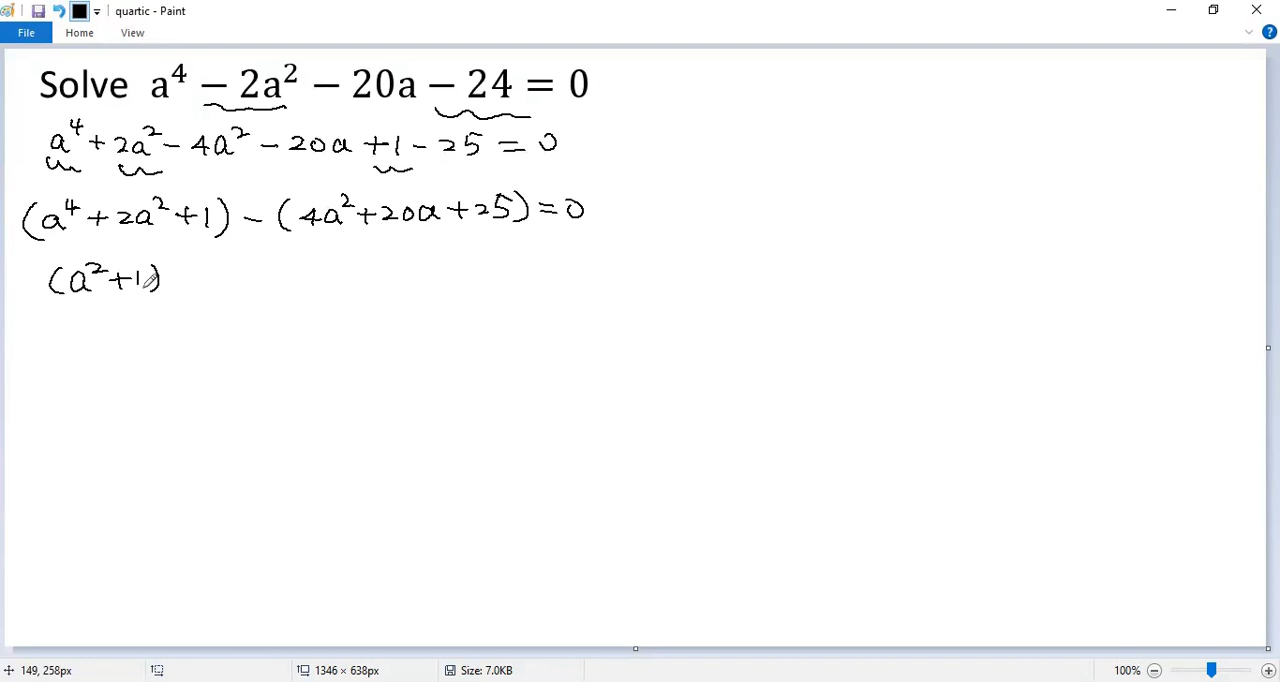 quartic - Paint
File Home View
Solve a⁴ − 2a² − 20a − 24 = 0
a⁴ + 2a² - 4a² - 20a + 1 - 25 = 0
(a⁴ + 2a² + 1) - (4a² + 20a + 25) = 0
(a² + 1)
149, 258px 1346 × 638px Size: 7.0KB 100%